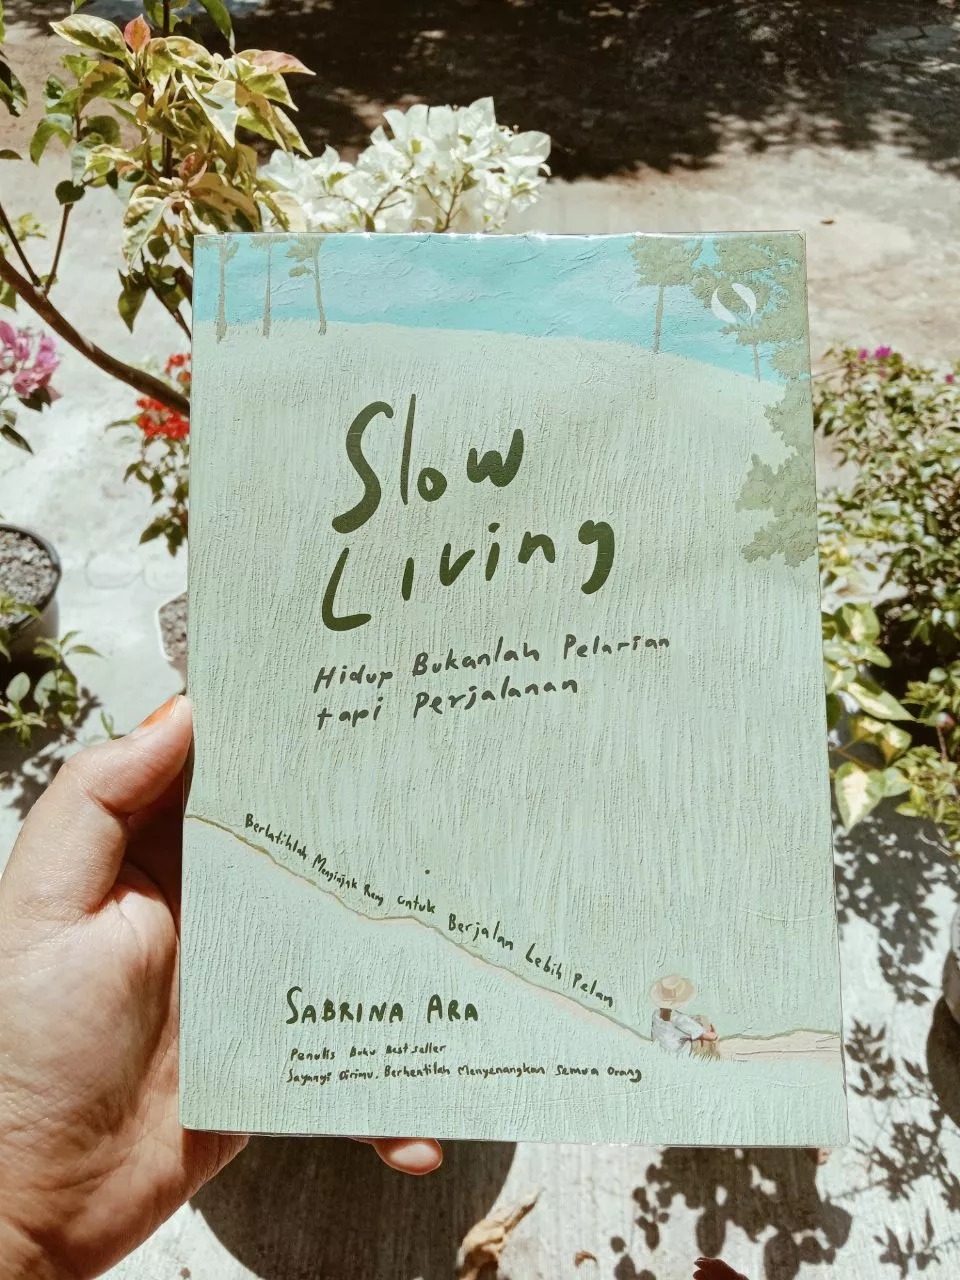 Slow
Living
Hidup Bukanlah Pelarian
tapi Perjalanan
Berlatihlah Menginjak Rem untuk Berjalan Lebih Pelan
SABRINA ARA
Penulis Buku Best seller
Sayangi Dirimu, Berhentilah Menyenangkan Semua Orang